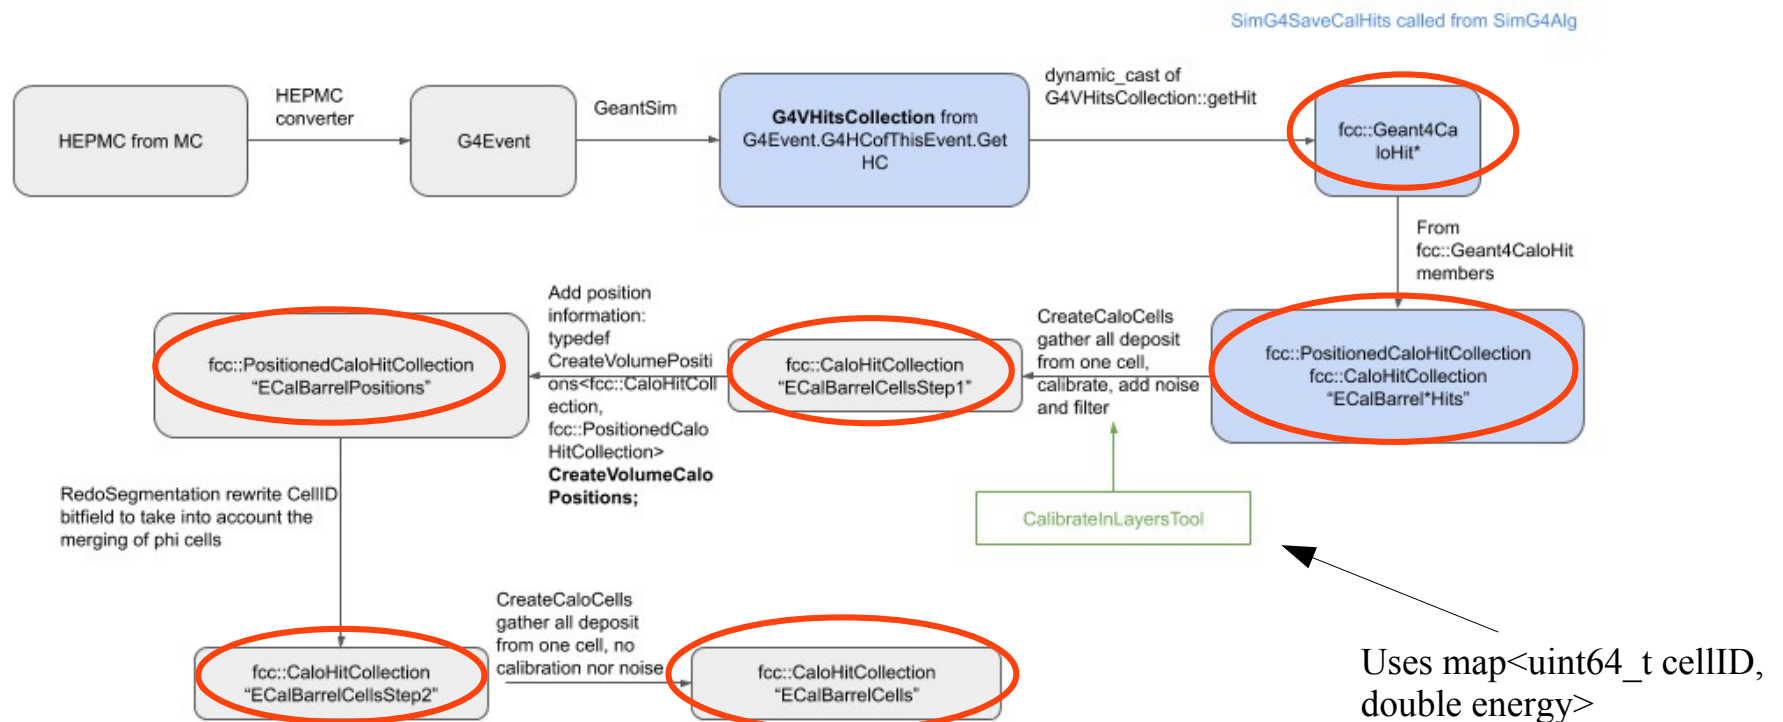 SimG4SaveCalHits called from SimG4Alg
HEPMC from MC
HEPMC
converter
G4Event
GeantSim
G4VHitsCollection from
G4Event.G4HCofThisEvent.Get
HC
dynamic_cast of
G4VHitsCollection::getHit
fcc::Geant4Ca
loHit*
From
fcc::Geant4CaloHit
members
fcc::PositionedCaloHitCollection
fcc::CaloHitCollection
“ECalBarrel*Hits”
CreateCaloCells
gather all deposit
from one cell,
calibrate, add noise
and filter
fcc::CaloHitCollection
“ECalBarrelCellsStep1”
Add position
information:
typedef
CreateVolumePositi
ons<fcc::CaloHitColl
ection,
fcc::PositionedCalo
HitCollection>
CreateVolumeCalo
Positions;
fcc::PositionedCaloHitCollection
“ECalBarrelPositions”
CalibrateInLayersTool
RedoSegmentation rewrite CellID
bitfield to take into account the
merging of phi cells
fcc::CaloHitCollection
“ECalBarrelCellsStep2”
CreateCaloCells
gather all deposit
from one cell, no
calibration nor noise
fcc::CaloHitCollection
“ECalBarrelCells”
Uses map<uint64_t cellID,
double energy>